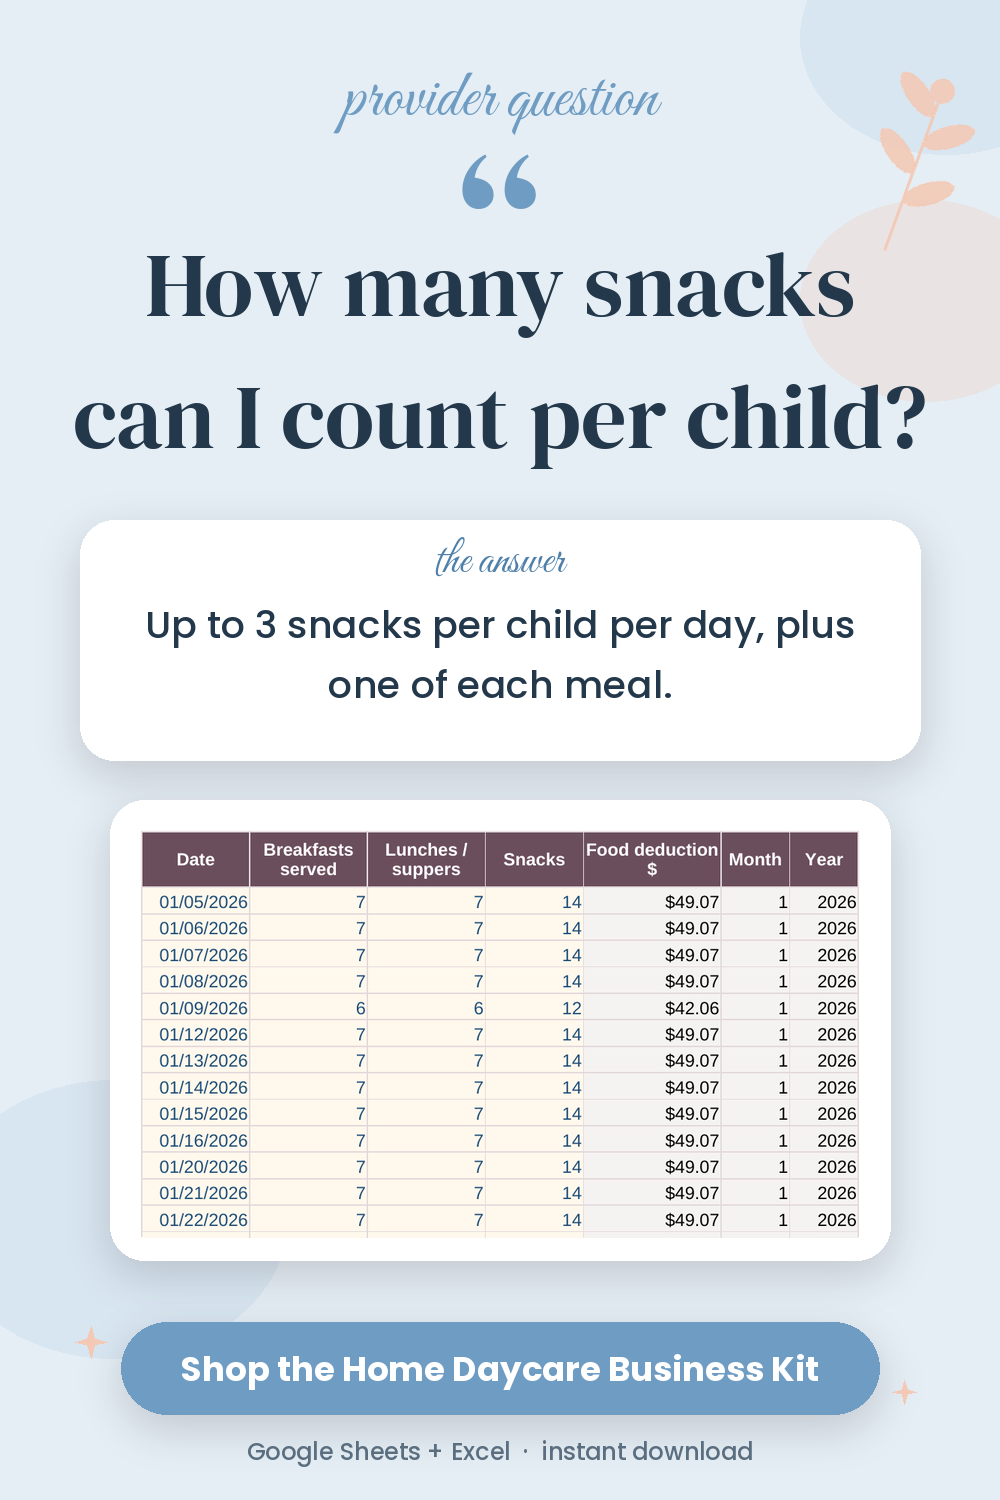 provider question
“
How many snacks
can I count per child?
the answer
Up to 3 snacks per child per day, plus
one of each meal.
Date Breakfasts served Lunches / suppers Snacks Food deduction $ Month Year
01/05/2026 7 7 14 $49.07 1 2026
01/06/2026 7 7 14 $49.07 1 2026
01/07/2026 7 7 14 $49.07 1 2026
01/08/2026 7 7 14 $49.07 1 2026
01/09/2026 6 6 12 $42.06 1 2026
01/12/2026 7 7 14 $49.07 1 2026
01/13/2026 7 7 14 $49.07 1 2026
01/14/2026 7 7 14 $49.07 1 2026
01/15/2026 7 7 14 $49.07 1 2026
01/16/2026 7 7 14 $49.07 1 2026
01/20/2026 7 7 14 $49.07 1 2026
01/21/2026 7 7 14 $49.07 1 2026
01/22/2026 7 7 14 $49.07 1 2026
Shop the Home Daycare Business Kit
Google Sheets + Excel · instant download